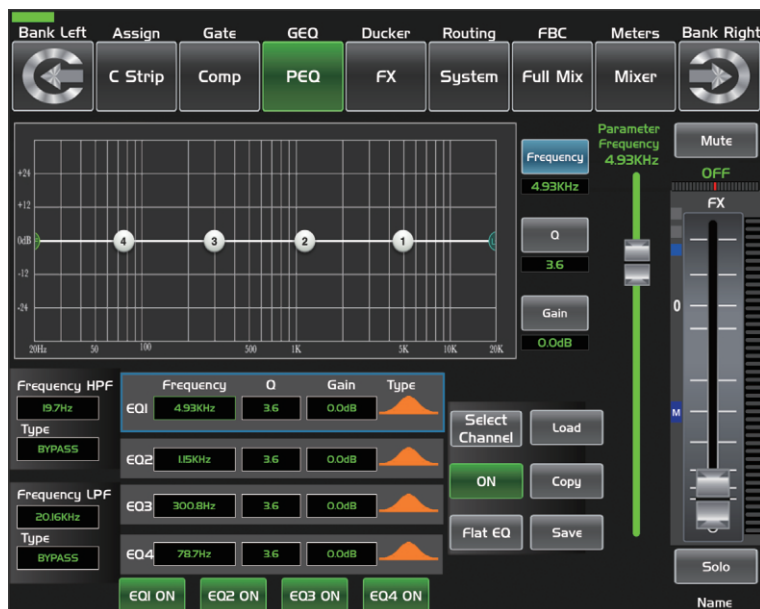 Bank Left Assign Gate GEQ Ducker Routing FBC Meters Bank Right
C Strip Comp PEQ FX System Full Mix Mixer
Parameter
Frequency
4.93KHz
Mute
OFF
FX
Frequency
4.93KHz
Q
3.6
Gain
0.0dB
+24
+12
0dB
-12
-24
4 3 2 1
20Hz 50 100 500 1K 5K 10K 20K
0
M
Frequency HPF
19.7Hz
Type
BYPASS
Frequency LPF
20.16KHz
Type
BYPASS
Frequency Q Gain Type
EQ1 4.93KHz 3.6 0.0dB
EQ2 1.15KHz 3.6 0.0dB
EQ3 300.8Hz 3.6 0.0dB
EQ4 78.7Hz 3.6 0.0dB
EQ1 ON EQ2 ON EQ3 ON EQ4 ON
Select
Channel
Load
ON Copy
Flat EQ Save
Solo
Name